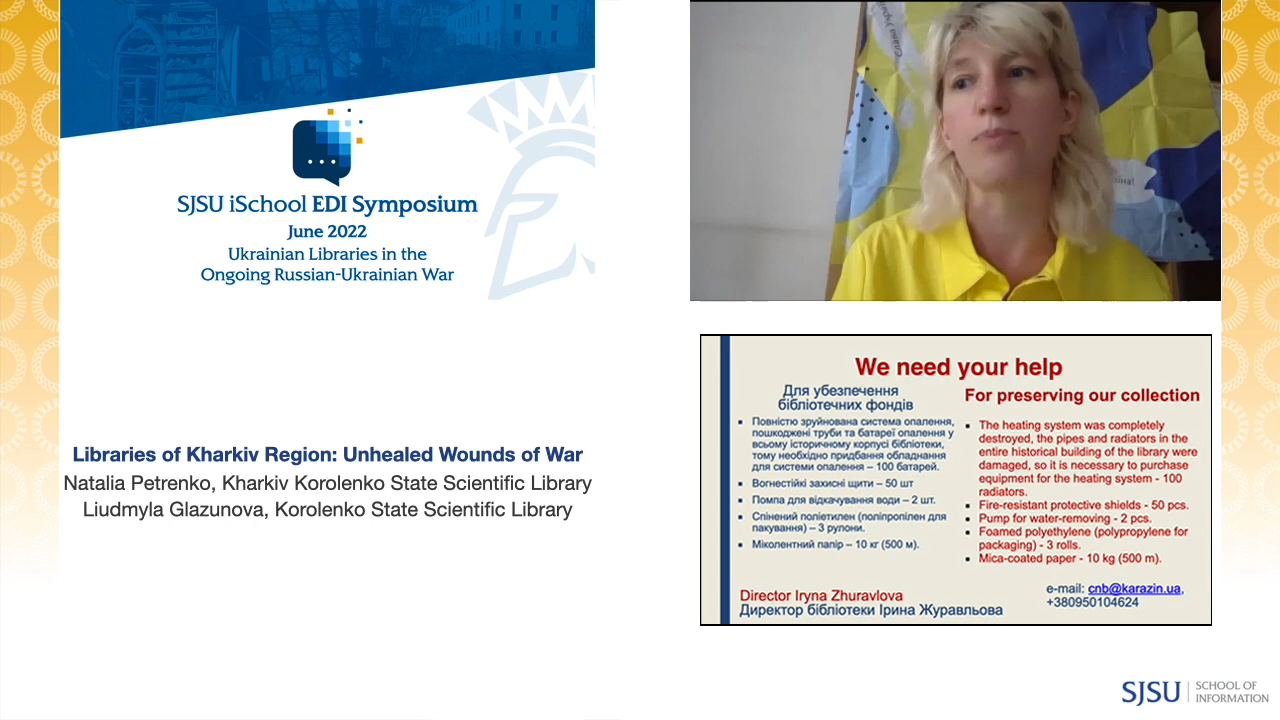 SJSU iSchool EDI Symposium
June 2022
Ukrainian Libraries in the
Ongoing Russian-Ukrainian War
Libraries of Kharkiv Region: Unhealed Wounds of War
Natalia Petrenko, Kharkiv Korolenko State Scientific Library
Liudmyla Glazunova, Korolenko State Scientific Library
We need your help
Для убезпечення
бібліотечних фондів
▪ Повністю зруйнована система опалення,
пошкоджені труби та батареї опалення у
всьому історичному корпусі бібліотеки,
тому необхідно придбання обладнання
для системи опалення – 100 батарей.
▪ Вогнестійкі захисні щити – 50 шт
▪ Помпа для відкачування води – 2 шт.
▪ Спінений поліетилен (поліпропілен для
пакування) – 3 рулони.
▪ Міколентний папір – 10 кг (500 м).
For preserving our collection
▪ The heating system was completely
destroyed, the pipes and radiators in the
entire historical building of the library were
damaged, so it is necessary to purchase
equipment for the heating system - 100
radiators.
▪ Fire-resistant protective shields - 50 pcs.
▪ Pump for water-removing - 2 pcs.
▪ Foamed polyethylene (polypropylene for
packaging) - 3 rolls.
▪ Mica-coated paper - 10 kg (500 m).
Director Iryna Zhuravlova
Директор бібліотеки Ірина Журавльова
e-mail: cnb@karazin.ua,
+380950104624
SJSU
SCHOOL OF
INFORMATION